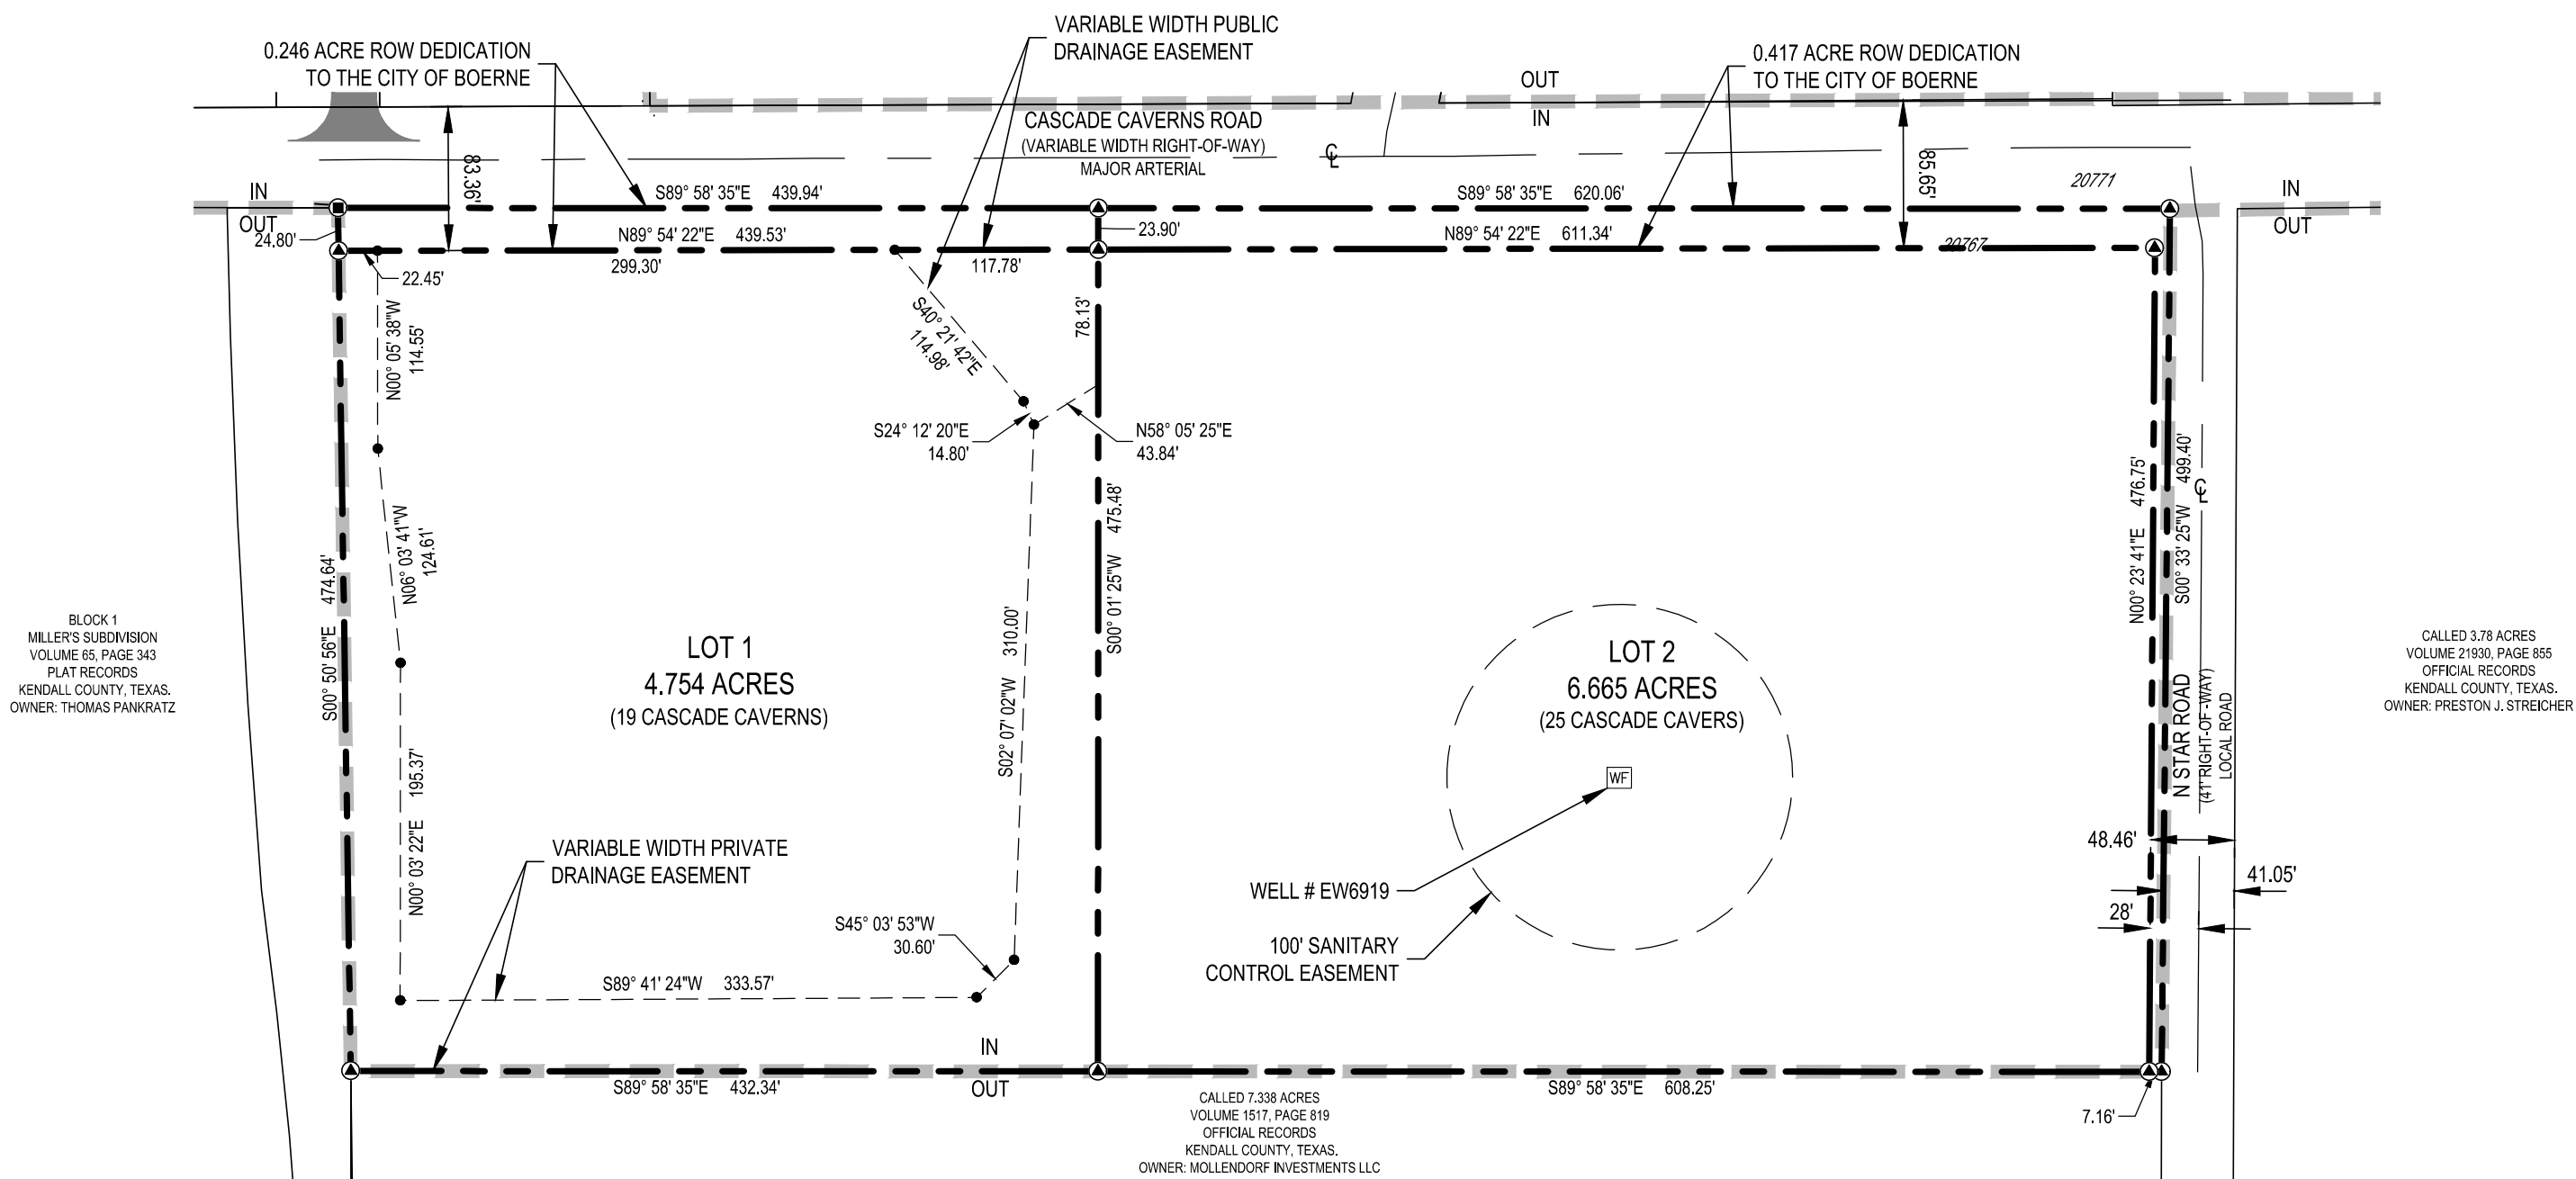 VARIABLE WIDTH PUBLIC
DRAINAGE EASEMENT
0.246 ACRE ROW DEDICATION
TO THE CITY OF BOERNE
0.417 ACRE ROW DEDICATION
TO THE CITY OF BOERNE
OUT
IN
CASCADE CAVERNS ROAD
(VARIABLE WIDTH RIGHT-OF-WAY)
MAJOR ARTERIAL
83.36'
85.65'
20771
IN
OUT
IN
OUT
S89° 58' 35"E 439.94'
S89° 58' 35"E 620.06'
24.80'
23.90'
N89° 54' 22"E 439.53'
N89° 54' 22"E 611.34'
20767
299.30'
117.78'
22.45'
N00° 05' 38"W
114.55'
S40° 21' 42"E
114.98'
78.13'
S24° 12' 20"E
14.80'
N58° 05' 25"E
43.84'
N06° 03' 41"W
124.61'
S00° 50' 56"E 474.64'
S00° 01' 25"W 475.48'
N00° 23' 41"E 476.75'
S00° 33' 25"W 499.40'
BLOCK 1
MILLER'S SUBDIVISION
VOLUME 65, PAGE 343
PLAT RECORDS
KENDALL COUNTY, TEXAS.
OWNER: THOMAS PANKRATZ
LOT 1
4.754 ACRES
(19 CASCADE CAVERNS)
S02° 07' 02"W 310.00'
LOT 2
6.665 ACRES
(25 CASCADE CAVERS)
WF
N STAR ROAD
(41' RIGHT-OF-WAY)
LOCAL ROAD
CALLED 3.78 ACRES
VOLUME 21930, PAGE 855
OFFICIAL RECORDS
KENDALL COUNTY, TEXAS.
OWNER: PRESTON J. STREICHER
N00° 03' 22"E 195.37'
VARIABLE WIDTH PRIVATE
DRAINAGE EASEMENT
48.46'
41.05'
28'
WELL # EW6919
100' SANITARY
CONTROL EASEMENT
S45° 03' 53"W
30.60'
S89° 41' 24"W 333.57'
IN
OUT
S89° 58' 35"E 432.34'
S89° 58' 35"E 608.25'
7.16'
CALLED 7.338 ACRES
VOLUME 1517, PAGE 819
OFFICIAL RECORDS
KENDALL COUNTY, TEXAS.
OWNER: MOLLENDORF INVESTMENTS LLC